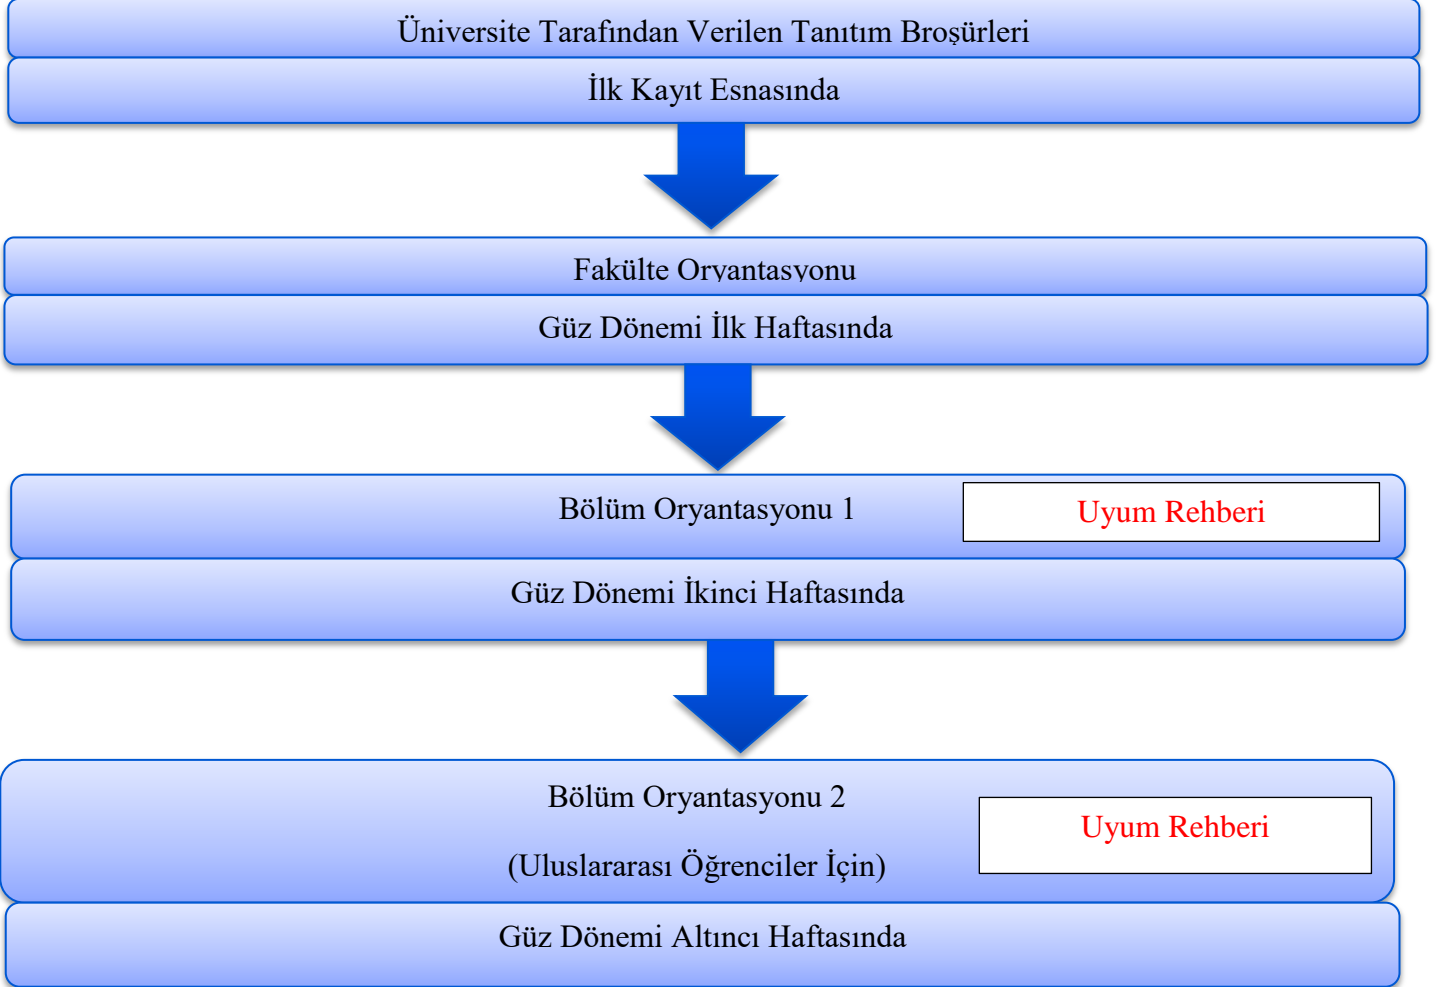 Üniversite Tarafından Verilen Tanıtım Broşürleri
İlk Kayıt Esnasında
Fakülte Oryantasyonu
Güz Dönemi İlk Haftasında
Bölüm Oryantasyonu 1
Uyum Rehberi
Güz Dönemi İkinci Haftasında
Bölüm Oryantasyonu 2
Uyum Rehberi
(Uluslararası Öğrenciler İçin)
Güz Dönemi Altıncı Haftasında